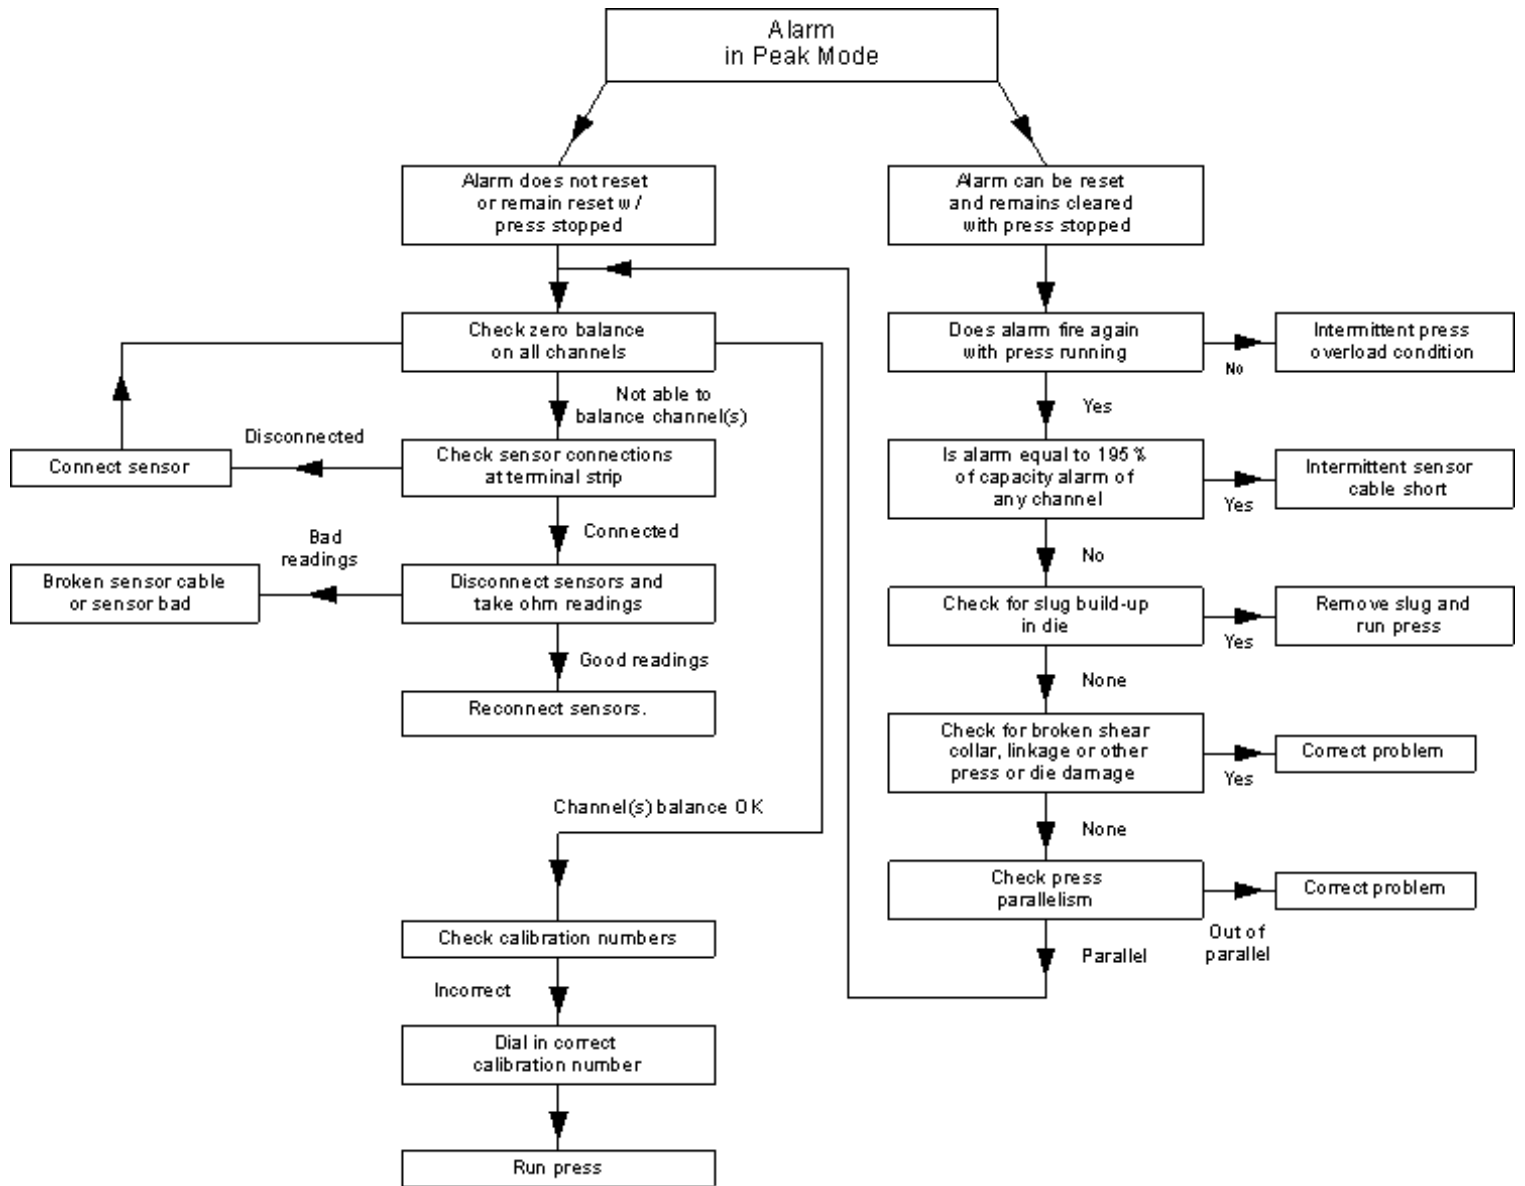 Alarm
in Peak Mode
Alarm does not reset
or remain reset w/
press stopped
Alarm can be reset
and remains cleared
with press stopped
Check zero balance
on all channels
Does alarm fire again
with press running
Intermittent press
overload condition
No
Not able to
balance channel(s)
Yes
Disconnected
Connect sensor
Check sensor connections
at terminal strip
Is alarm equal to 195 %
of capacity alarm of
any channel
Intermittent sensor
cable short
Yes
Connected
No
Bad
readings
Broken sensor cable
or sensor bad
Disconnect sensors and
take ohm readings
Check for slug build-up
in die
Remove slug and
run press
Yes
Good readings
None
Reconnect sensors.
Check for broken shear
collar, linkage or other
press or die damage
Correct problem
Yes
Channel(s) balance OK
None
Check press
parallelism
Correct problem
Out of
parallel
Parallel
Check calibration numbers
Incorrect
Dial in correct
calibration number
Run press